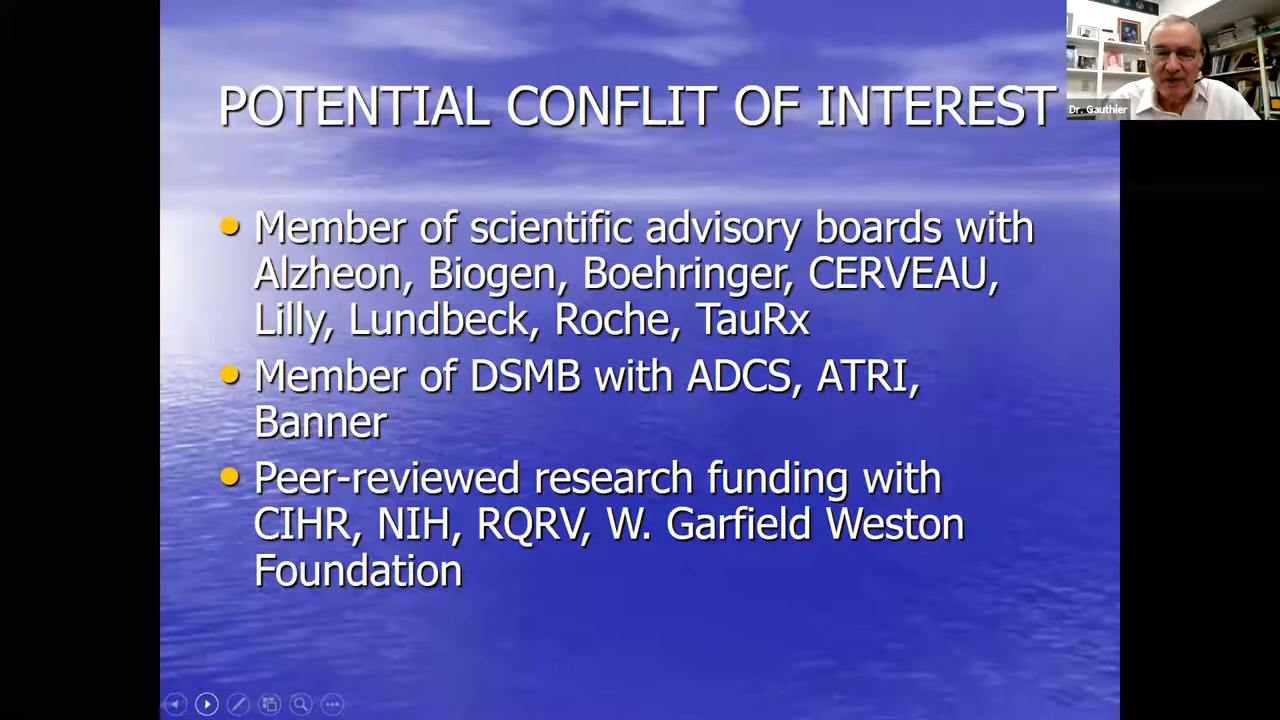 POTENTIAL CONFLIT OF INTEREST
Dr. Gauthier
Member of scientific advisory boards with
Alzheon, Biogen, Boehringer, CERVEAU,
Lilly, Lundbeck, Roche, TauRx
Member of DSMB with ADCS, ATRI,
Banner
Peer-reviewed research funding with
CIHR, NIH, RQRV, W. Garfield Weston
Foundation